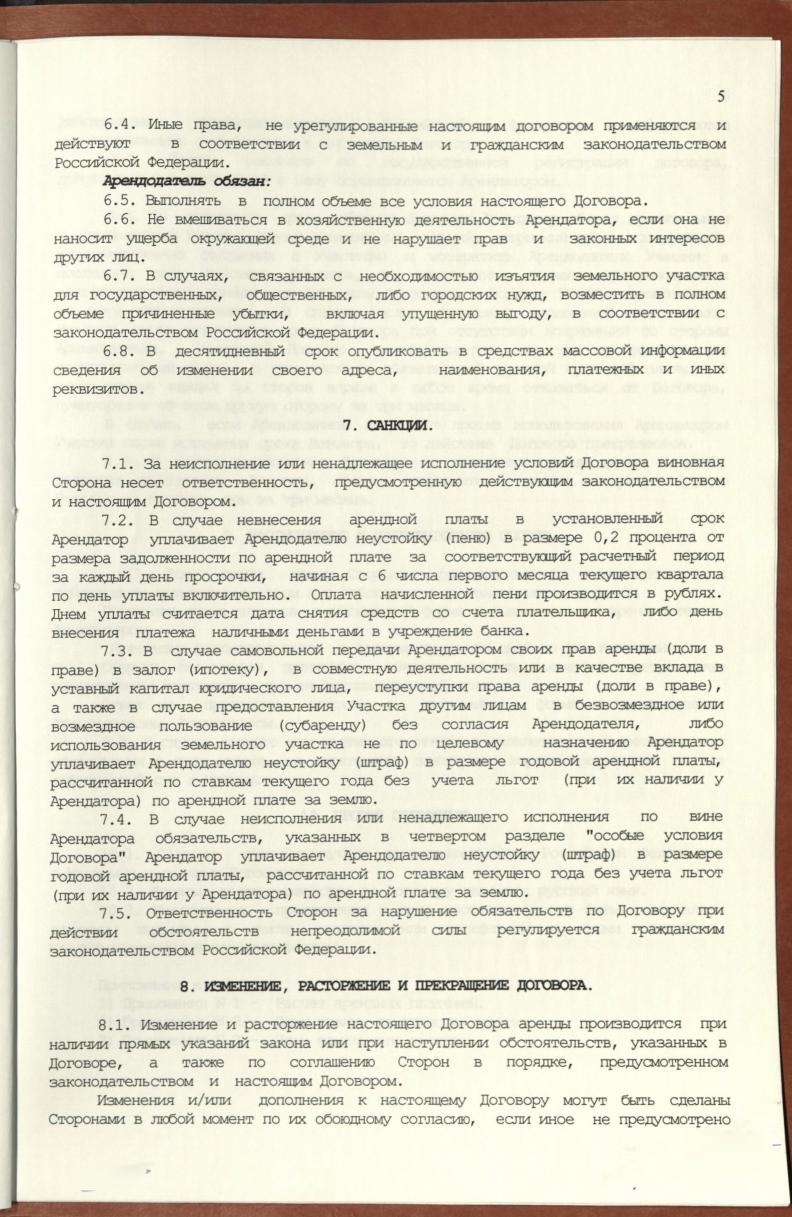 5
6.4. Иные права, не урегулированные настоящим договором применяются и
действуют в соответствии с земельным и гражданским законодательством
Российской Федерации.
Арендодатель обязан:
6.5. Выполнять в полном объеме все условия настоящего Договора.
6.6. Не вмешиваться в хозяйственную деятельность Арендатора, если она не
наносит ущерба окружающей среде и не нарушает прав и законных интересов
других лиц.
6.7. В случаях, связанных с необходимостью изъятия земельного участка
для государственных, общественных, либо городских нужд, возместить в полном
объеме причиненные убытки, включая упущенную выгоду, в соответствии с
законодательством Российской Федерации.
6.8. В десятидневный срок опубликовать в средствах массовой информации
сведения об изменении своего адреса, наименования, платежных и иных
реквизитов.
7. САНКЦИИ.
7.1. За неисполнение или ненадлежащее исполнение условий Договора виновная
Сторона несет ответственность, предусмотренную действующим законодательством
и настоящим Договором.
7.2. В случае невнесения арендной платы в установленный срок
Арендатор уплачивает Арендодателю неустойку (пеню) в размере 0,2 процента от
размера задолженности по арендной плате за соответствующий расчетный период
за каждый день просрочки, начиная с 6 числа первого месяца текущего квартала
по день уплаты включительно. Оплата начисленной пени производится в рублях.
Днем уплаты считается дата снятия средств со счета плательщика, либо день
внесения платежа наличными деньгами в учреждение банка.
7.3. В случае самовольной передачи Арендатором своих прав аренды (доли в
праве) в залог (ипотеку), в совместную деятельность или в качестве вклада в
уставный капитал юридического лица, переуступки права аренды (доли в праве),
а также в случае предоставления Участка другим лицам в безвозмездное или
возмездное пользование (субаренду) без согласия Арендодателя, либо
использования земельного участка не по целевому назначению Арендатор
уплачивает Арендодателю неустойку (штраф) в размере годовой арендной платы,
рассчитанной по ставкам текущего года без учета льгот (при их наличии у
Арендатора) по арендной плате за землю.
7.4. В случае неисполнения или ненадлежащего исполнения по вине
Арендатора обязательств, указанных в четвертом разделе "особые условия
Договора" Арендатор уплачивает Арендодателю неустойку (штраф) в размере
годовой арендной платы, рассчитанной по ставкам текущего года без учета льгот
(при их наличии у Арендатора) по арендной плате за землю.
7.5. Ответственность Сторон за нарушение обязательств по Договору при
действии обстоятельств непреодолимой силы регулируется гражданским
законодательством Российской Федерации.
8. ИЗМЕНЕНИЕ, РАСТОРЖЕНИЕ И ПРЕКРАЩЕНИЕ ДОГОВОРА.
8.1. Изменение и расторжение настоящего Договора аренды производится при
наличии прямых указаний закона или при наступлении обстоятельств, указанных в
Договоре, а также по соглашению Сторон в порядке, предусмотренном
законодательством и настоящим Договором.
Изменения и/или дополнения к настоящему Договору могут быть сделаны
Сторонами в любой момент по их обоюдному согласию, если иное не предусмотрено